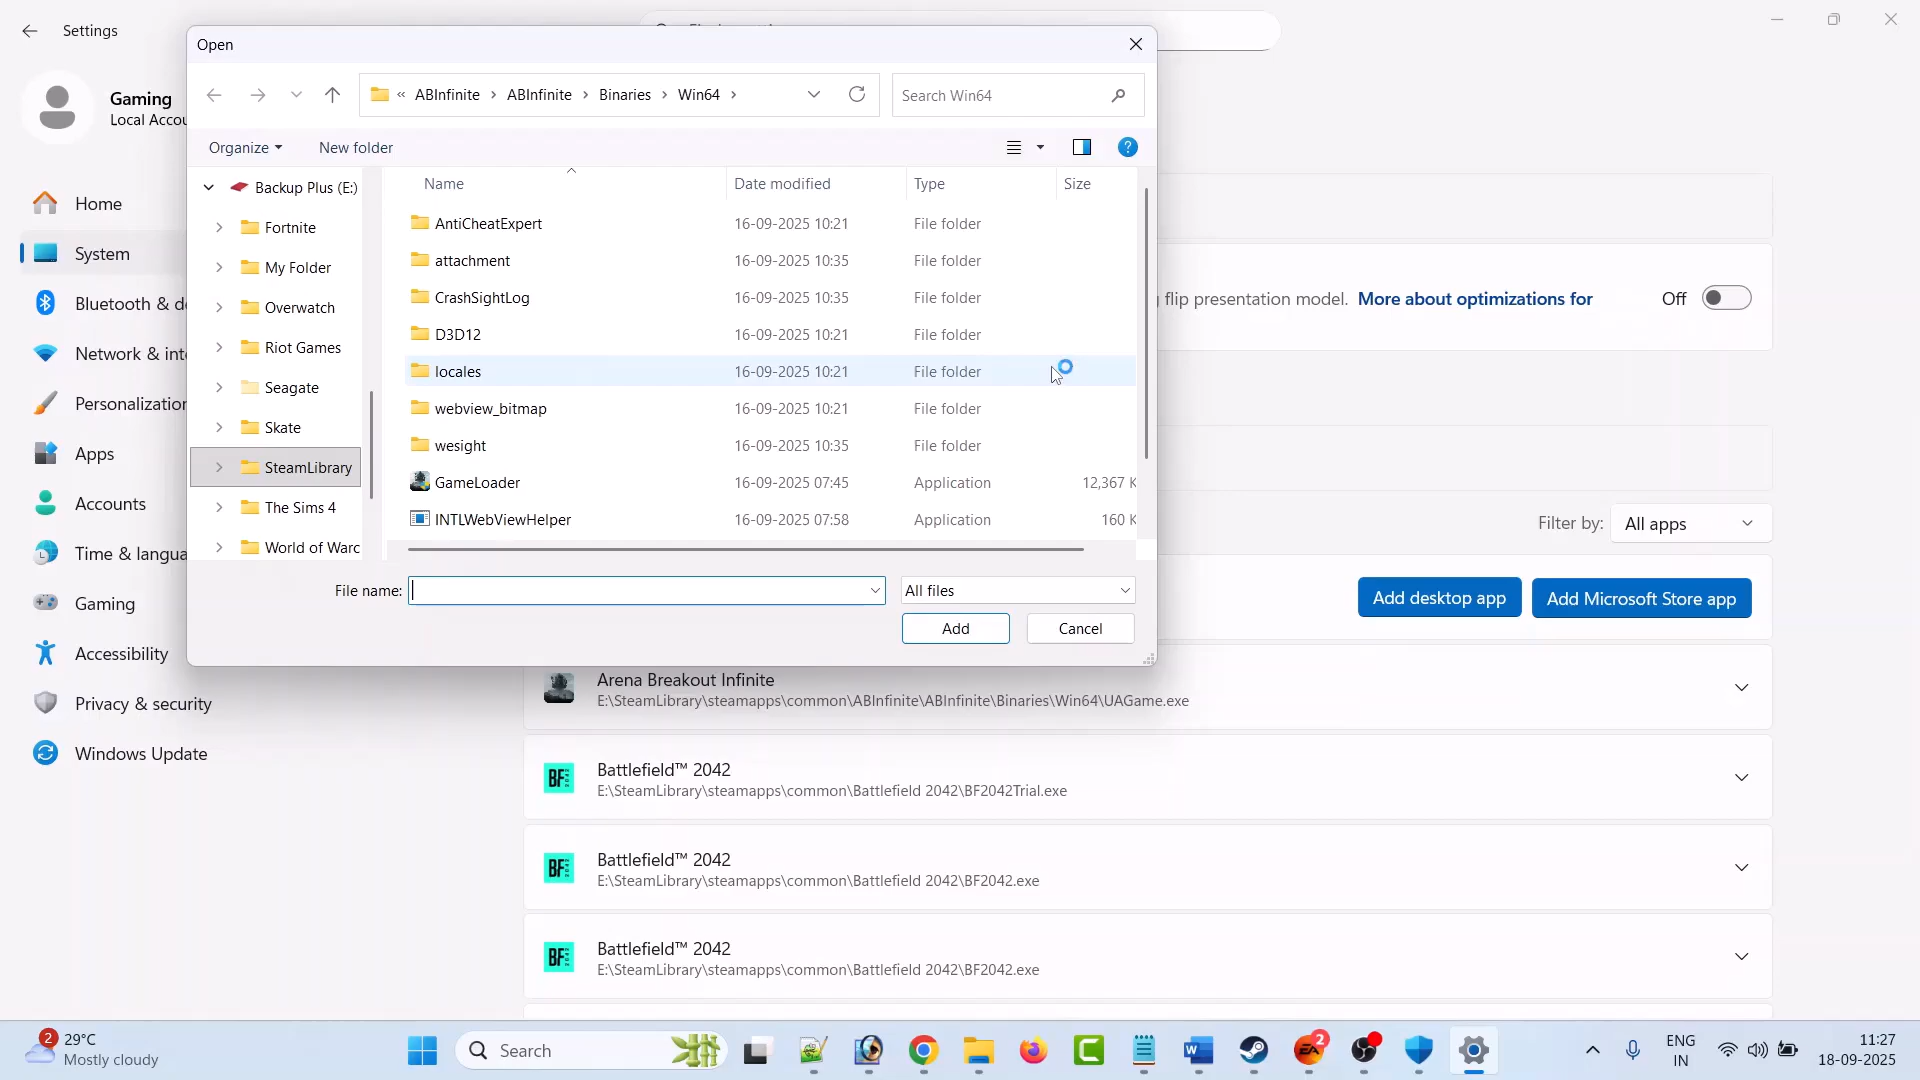 Settings
Gaming
Local Accou
Home
System
Bluetooth & de
Network & inte
Personalization
Apps
Accounts
Time & langua
Gaming
Accessibility
Privacy & security
Windows Update
Open
« ABInfinite > ABInfinite > Binaries > Win64 >
Search Win64
Organize
New folder
Backup Plus (E:)
Fortnite
My Folder
Overwatch
Riot Games
Seagate
Skate
SteamLibrary
The Sims 4
World of Warc
Name Date modified Type Size
AntiCheatExpert 16-09-2025 10:21 File folder
attachment 16-09-2025 10:35 File folder
CrashSightLog 16-09-2025 10:35 File folder
D3D12 16-09-2025 10:21 File folder
locales 16-09-2025 10:21 File folder
webview_bitmap 16-09-2025 10:21 File folder
wesight 16-09-2025 10:35 File folder
GameLoader 16-09-2025 07:45 Application 12,367 K
INTLWebViewHelper 16-09-2025 07:58 Application 160 K
File name:
All files
Add
Cancel
flip presentation model. More about optimizations for
Off
Filter by:
All apps
Add desktop app
Add Microsoft Store app
Arena Breakout Infinite
E:\SteamLibrary\steamapps\common\ABInfinite\ABInfinite\Binaries\Win64\UAGame.exe
Battlefield™ 2042
E:\SteamLibrary\steamapps\common\Battlefield 2042\BF2042Trial.exe
Battlefield™ 2042
E:\SteamLibrary\steamapps\common\Battlefield 2042\BF2042.exe
Battlefield™ 2042
E:\SteamLibrary\steamapps\common\Battlefield 2042\BF2042.exe
2
29°C
Mostly cloudy
Search
2
ENG
IN
11:27
18-09-2025